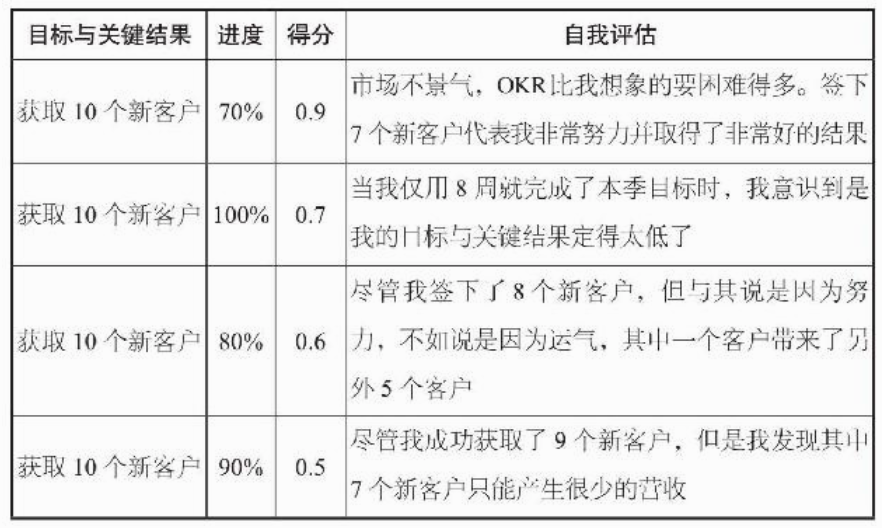 目标与关键结果 进度 得分 自我评估
获取 10 个新客户 70% 0.9 市场不景气，OKR比我想象的要困难得多。签下
7 个新客户代表我非常努力并取得了非常好的结果
获取 10 个新客户 100% 0.7 当我仅用 8 周就完成了本季目标时，我意识到是
我的目标与关键结果定得太低了
获取 10 个新客户 80% 0.6 尽管我签下了 8 个新客户，但与其说是因为努
力，不如说是因为运气，其中一个客户带来了另
外 5 个客户
获取 10 个新客户 90% 0.5 尽管我成功获取了 9 个新客户，但是我发现其中
7 个新客户只能产生很少的营收